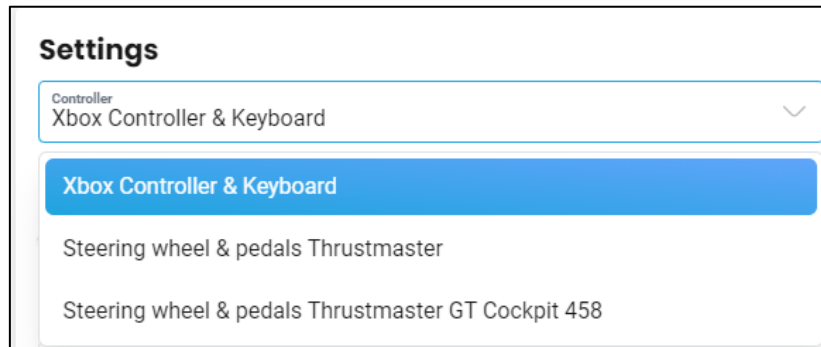 Settings
Controller
Xbox Controller & Keyboard
Xbox Controller & Keyboard
Steering wheel & pedals Thrustmaster
Steering wheel & pedals Thrustmaster GT Cockpit 458